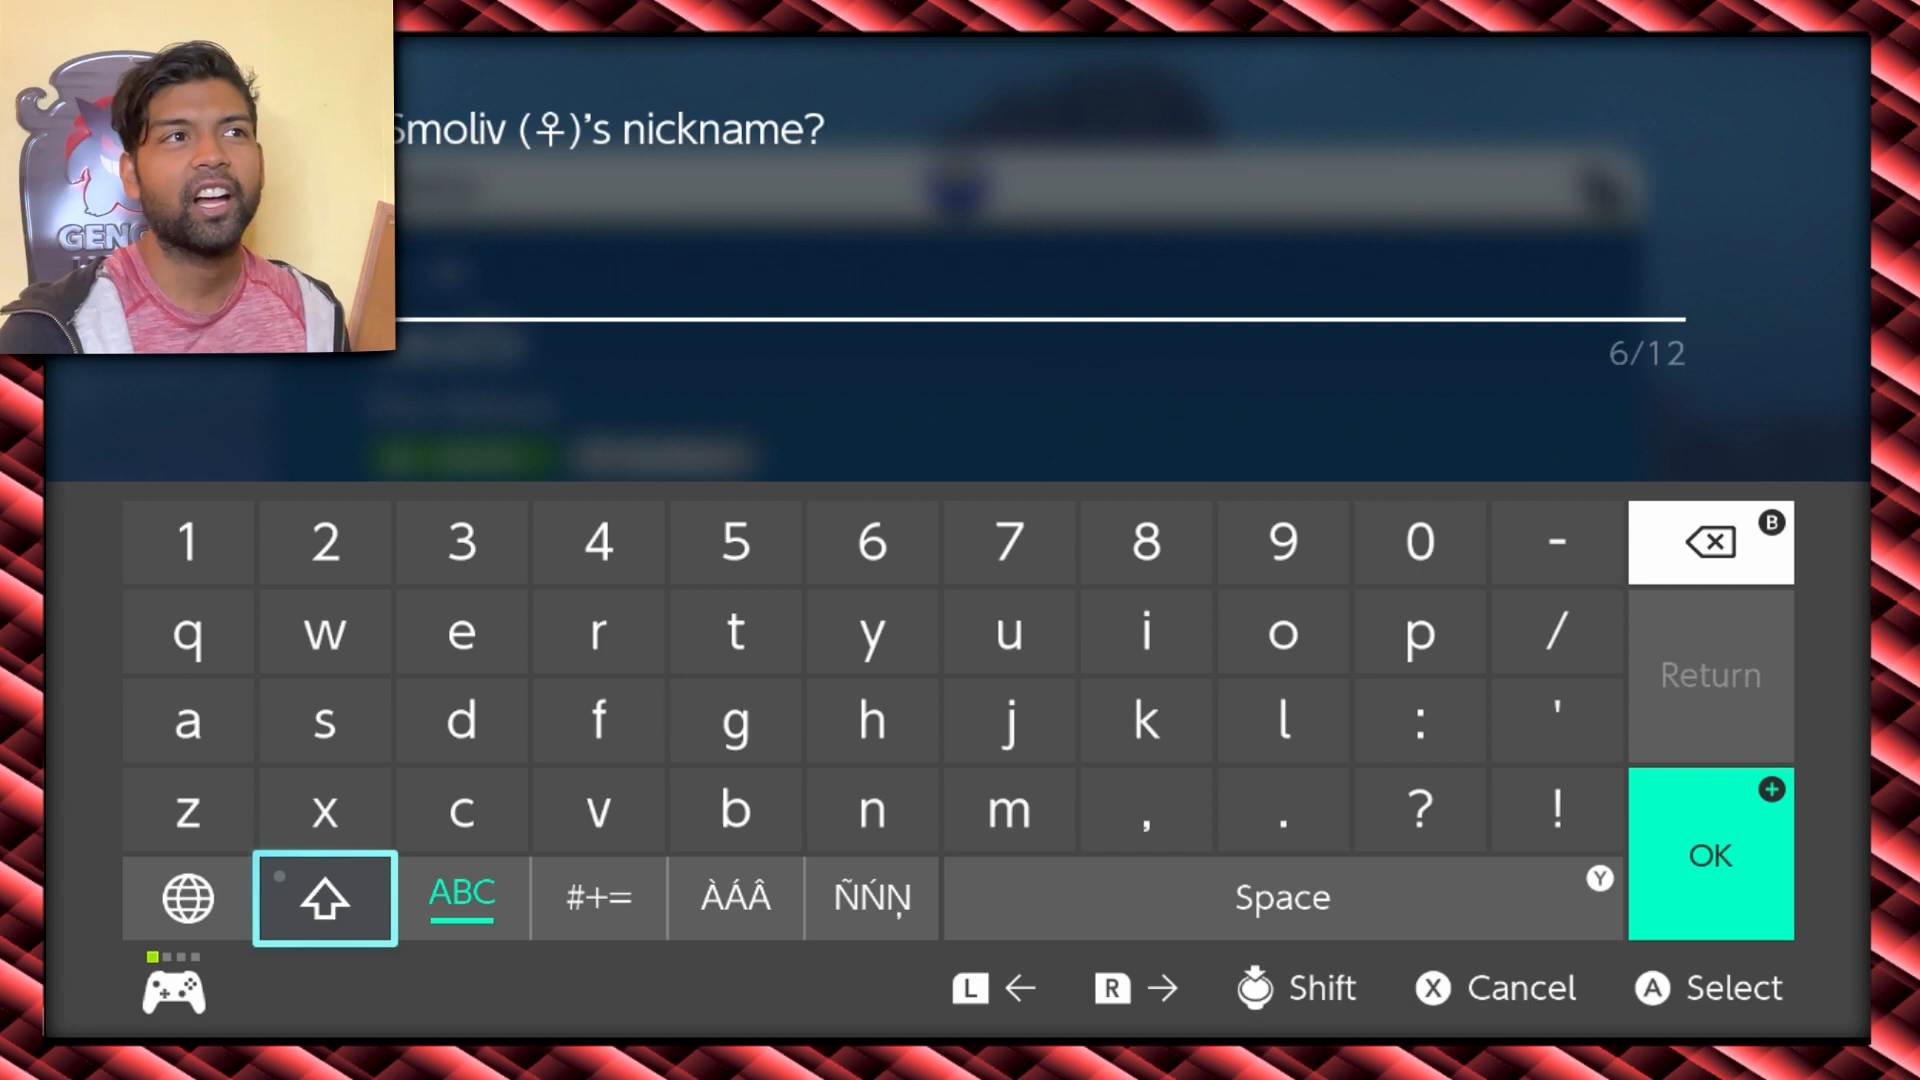 Smoliv (♀)'s nickname?
6/12
1 2 3 4 5 6 7 8 9 0 -
B
q w e r t y u i o p /
Return
a s d f g h j k l : '
z x c v b n m , . ? !
OK
ABC #+= ÀÁÂ ÑŃŅ Space Y
L ← R → Shift X Cancel A Select